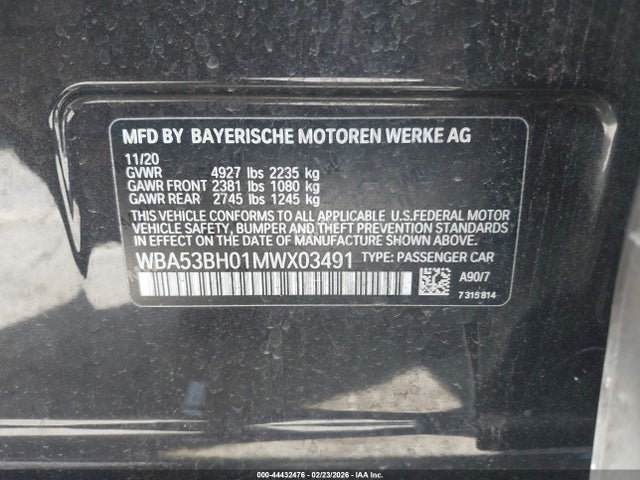 MFD BY BAYERISCHE MOTOREN WERKE AG
11/20
GVWR 4927 lbs 2235 kg
GAWR FRONT 2381 lbs 1080 kg
GAWR REAR 2745 lbs 1245 kg
THIS VEHICLE CONFORMS TO ALL APPLICABLE U.S.FEDERAL MOTOR
VEHICLE SAFETY, BUMPER AND THEFT PREVENTION STANDARDS
IN EFFECT ON THE DATE OF MANUFACTURE SHOWN ABOVE.
WBA53BH01MWX03491 TYPE: PASSENGER CAR
A90/7
7 315 814
000-44432476 - 02/23/2026 - IAA Inc.